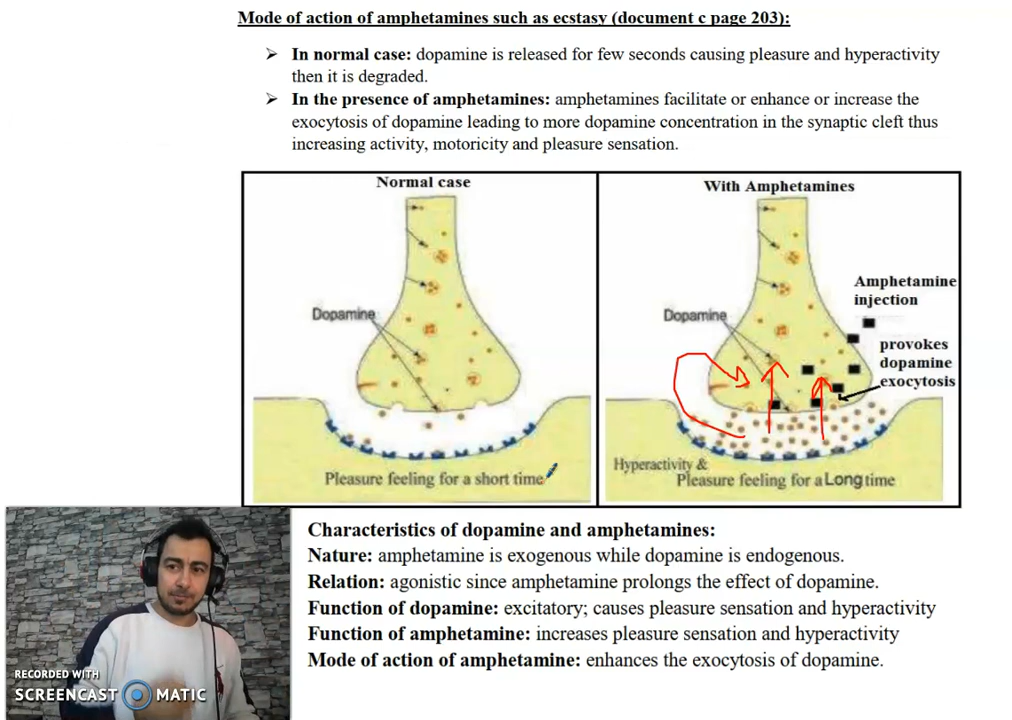 Mode of action of amphetamines such as ecstasy (document c page 203):
➤ In normal case: dopamine is released for few seconds causing pleasure and hyperactivity
then it is degraded.
➤ In the presence of amphetamines: amphetamines facilitate or enhance or increase the
exocytosis of dopamine leading to more dopamine concentration in the synaptic cleft thus
increasing activity, motoricity and pleasure sensation.
Normal case
Dopamine
Pleasure feeling for a short time
With Amphetamines
Amphetamine
injection
Dopamine
provokes
dopamine
exocytosis
Hyperactivity &
Pleasure feeling for a Long time
Characteristics of dopamine and amphetamines:
Nature: amphetamine is exogenous while dopamine is endogenous.
Relation: agonistic since amphetamine prolongs the effect of dopamine.
Function of dopamine: excitatory; causes pleasure sensation and hyperactivity
Function of amphetamine: increases pleasure sensation and hyperactivity
Mode of action of amphetamine: enhances the exocytosis of dopamine.
RECORDED WITH
SCREENCAST MATIC